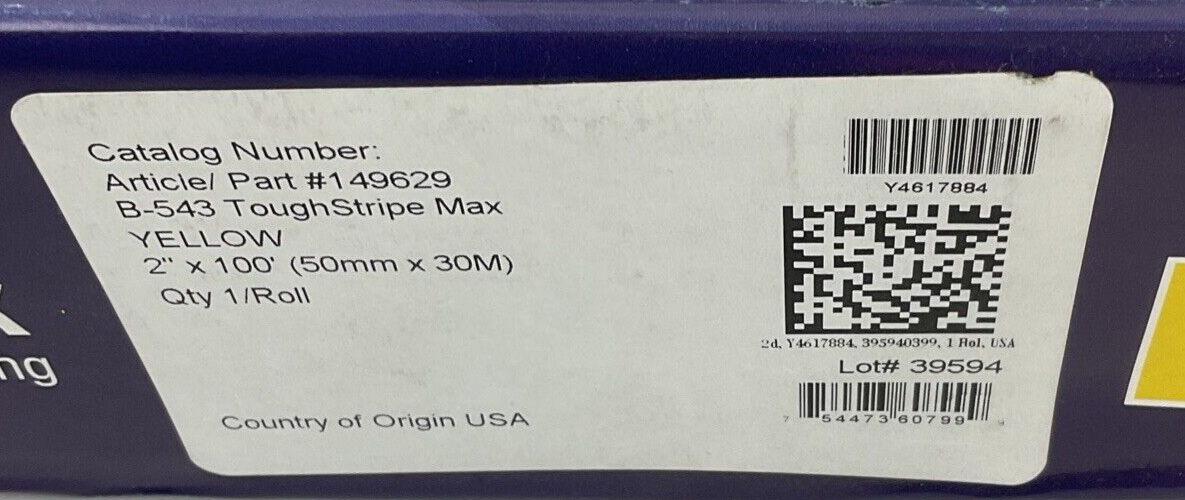 Catalog Number:
Article/ Part #149629
B-543 ToughStripe Max
YELLOW
2" x 100' (50mm x 30M)
Qty 1/Roll
Country of Origin USA
Y4617884
2d, Y4617884, 395940399, 1 Rol, USA
Lot# 39594
7 54473 60799
ng